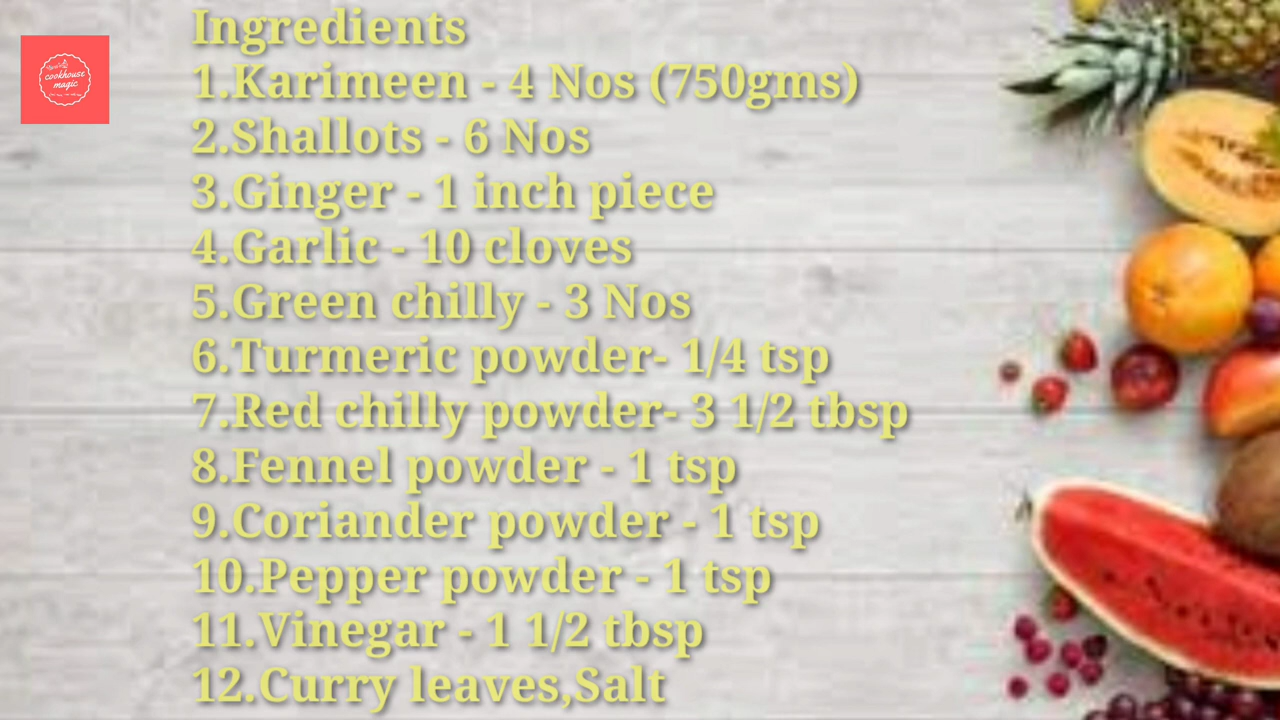 Ingredients
1.Karimeen - 4 Nos (750gms)
2.Shallots - 6 Nos
3.Ginger - 1 inch piece
4.Garlic - 10 cloves
5.Green chilly - 3 Nos
6.Turmeric powder- 1/4 tsp
7.Red chilly powder- 3 1/2 tbsp
8.Fennel powder - 1 tsp
9.Coriander powder - 1 tsp
10.Pepper powder - 1 tsp
11.Vinegar - 1 1/2 tbsp
12.Curry leaves,Salt
cookhouse
magic